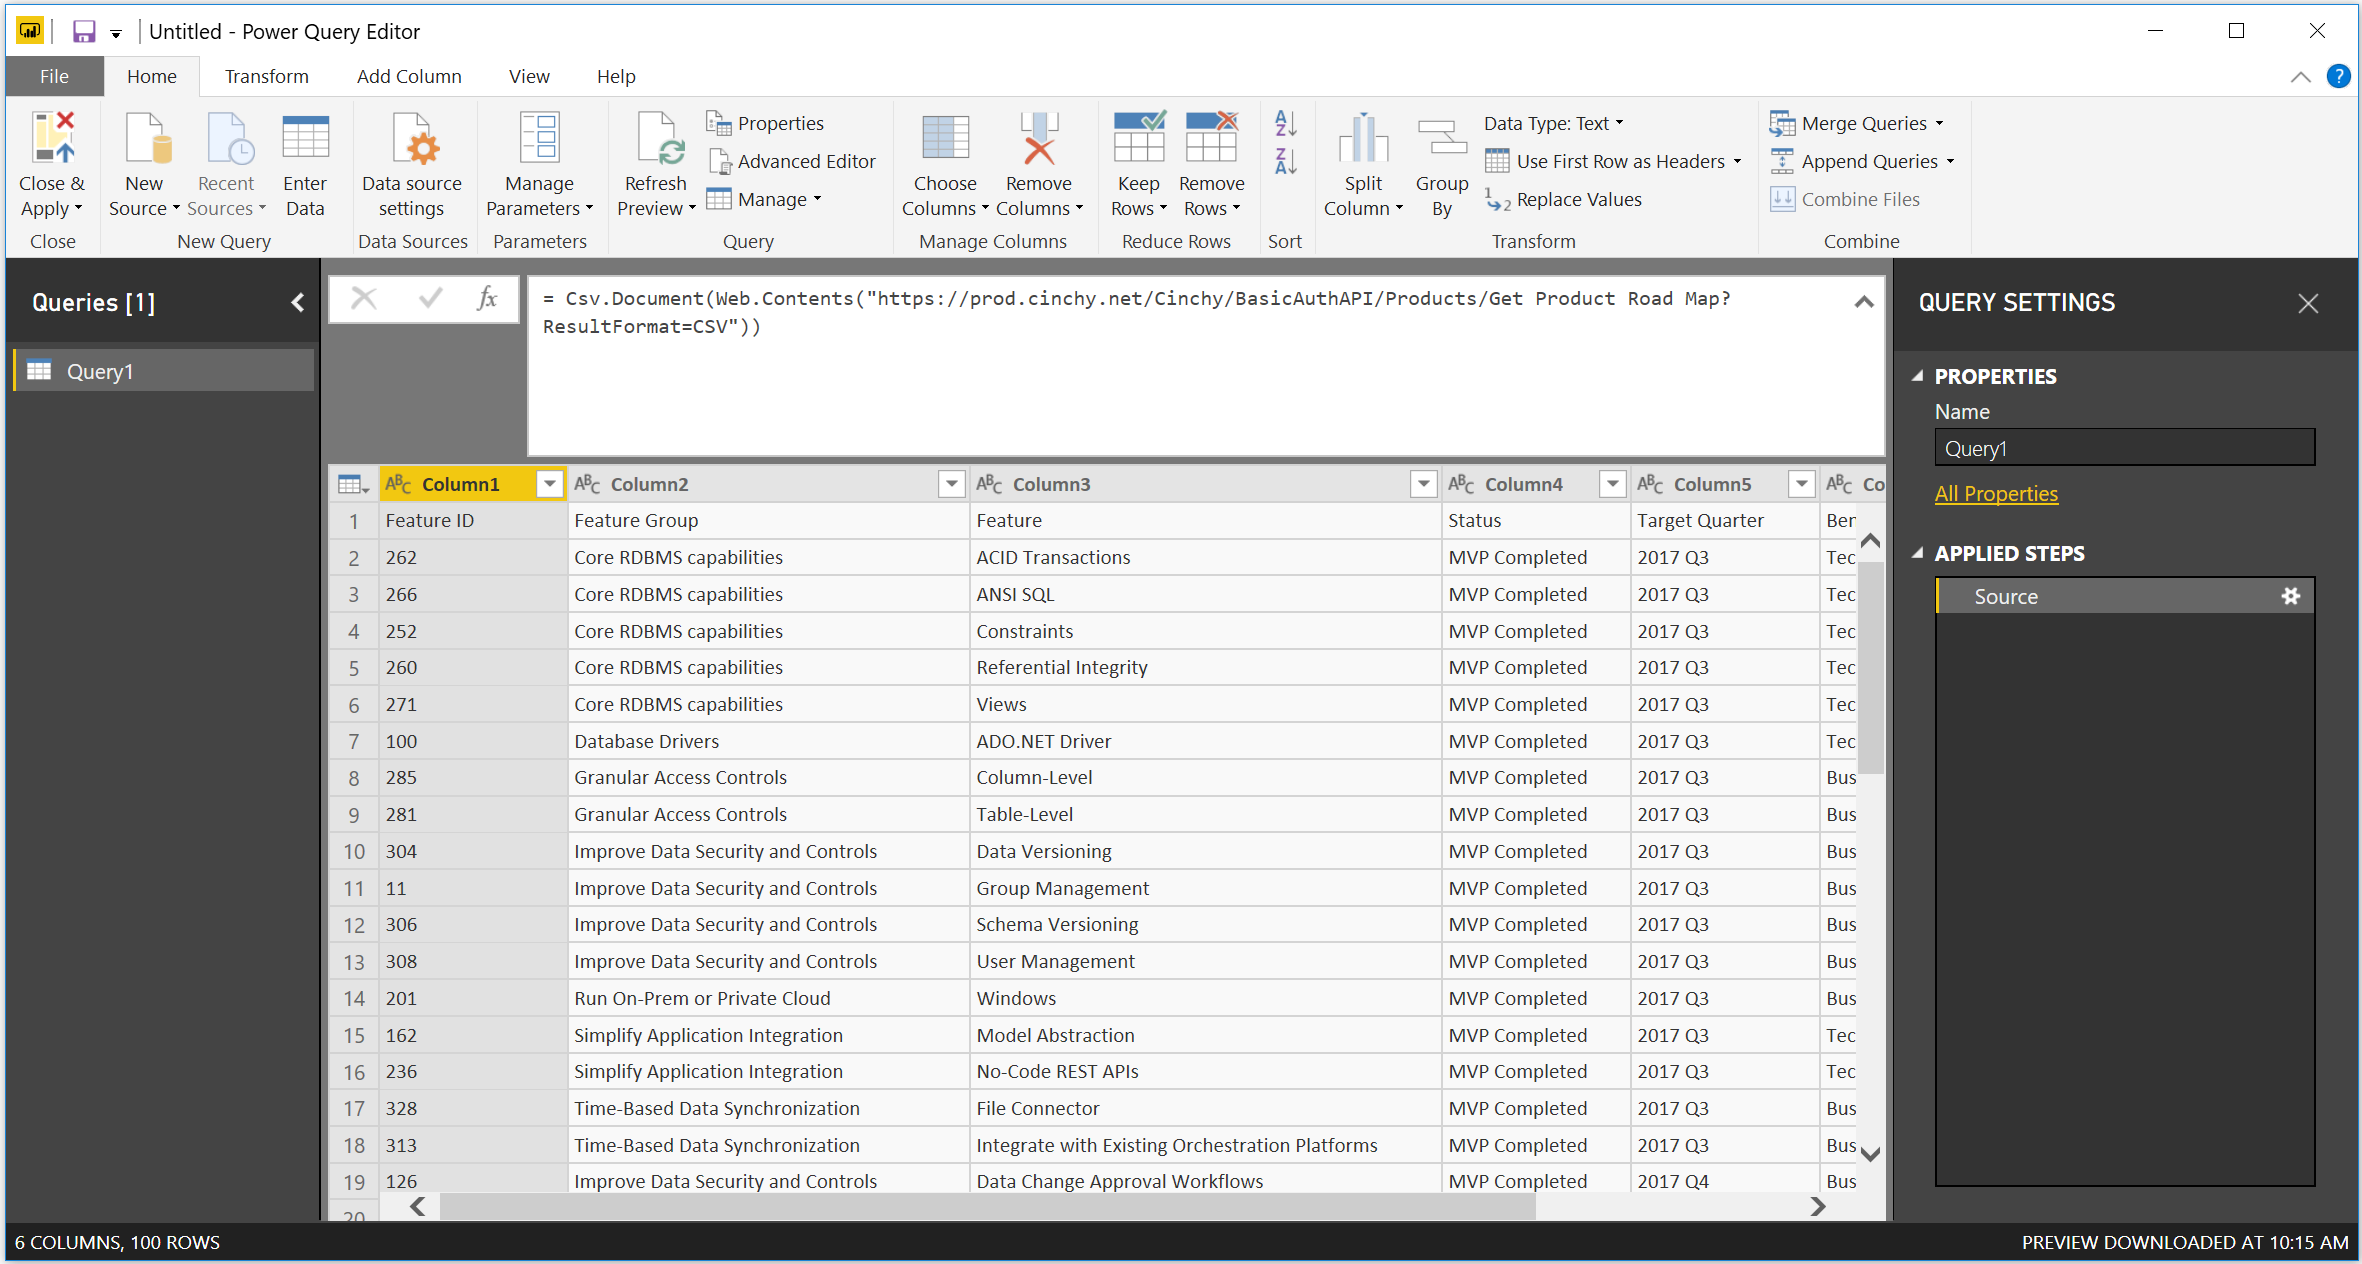 Untitled - Power Query Editor
File Home Transform Add Column View Help
Close & Apply
New Source
Recent Sources
Enter Data
Data source settings
Manage Parameters
Refresh Preview
Properties
Advanced Editor
Manage
Choose Columns
Remove Columns
Keep Rows
Remove Rows
Split Column
Group By
Data Type: Text
Use First Row as Headers
Replace Values
Merge Queries
Append Queries
Combine Files
Close New Query Data Sources Parameters Query Manage Columns Reduce Rows Sort Transform Combine
Queries [1]
Query1
fx
= Csv.Document(Web.Contents("https://prod.cinchy.net/Cinchy/BasicAuthAPI/Products/Get Product Road Map?
ResultFormat=CSV"))
ABC Column1 ABC Column2 ABC Column3 ABC Column4 ABC Column5 ABC Co
1 Feature ID Feature Group Feature Status Target Quarter Ben
2 262 Core RDBMS capabilities ACID Transactions MVP Completed 2017 Q3 Tec
3 266 Core RDBMS capabilities ANSI SQL MVP Completed 2017 Q3 Tec
4 252 Core RDBMS capabilities Constraints MVP Completed 2017 Q3 Tec
5 260 Core RDBMS capabilities Referential Integrity MVP Completed 2017 Q3 Tec
6 271 Core RDBMS capabilities Views MVP Completed 2017 Q3 Tec
7 100 Database Drivers ADO.NET Driver MVP Completed 2017 Q3 Tec
8 285 Granular Access Controls Column-Level MVP Completed 2017 Q3 Bus
9 281 Granular Access Controls Table-Level MVP Completed 2017 Q3 Bus
10 304 Improve Data Security and Controls Data Versioning MVP Completed 2017 Q3 Bus
11 11 Improve Data Security and Controls Group Management MVP Completed 2017 Q3 Bus
12 306 Improve Data Security and Controls Schema Versioning MVP Completed 2017 Q3 Bus
13 308 Improve Data Security and Controls User Management MVP Completed 2017 Q3 Bus
14 201 Run On-Prem or Private Cloud Windows MVP Completed 2017 Q3 Bus
15 162 Simplify Application Integration Model Abstraction MVP Completed 2017 Q3 Tec
16 236 Simplify Application Integration No-Code REST APIs MVP Completed 2017 Q3 Tec
17 328 Time-Based Data Synchronization File Connector MVP Completed 2017 Q3 Bus
18 313 Time-Based Data Synchronization Integrate with Existing Orchestration Platforms MVP Completed 2017 Q3 Bus
19 126 Improve Data Security and Controls Data Change Approval Workflows MVP Completed 2017 Q4 Bus
20
QUERY SETTINGS
PROPERTIES
Name
Query1
All Properties
APPLIED STEPS
Source
6 COLUMNS, 100 ROWS
PREVIEW DOWNLOADED AT 10:15 AM